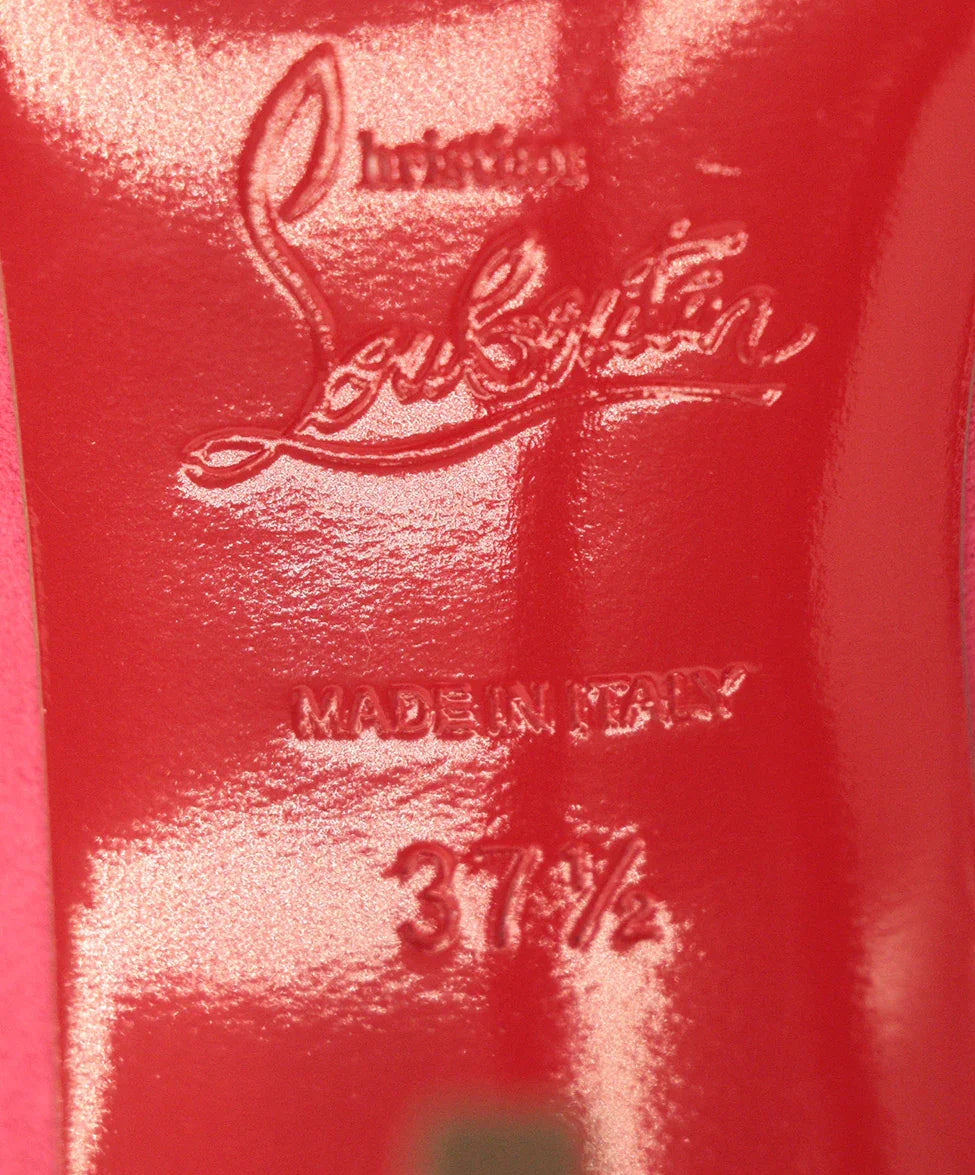 Christian
Louboutin
MADE IN ITALY
37½